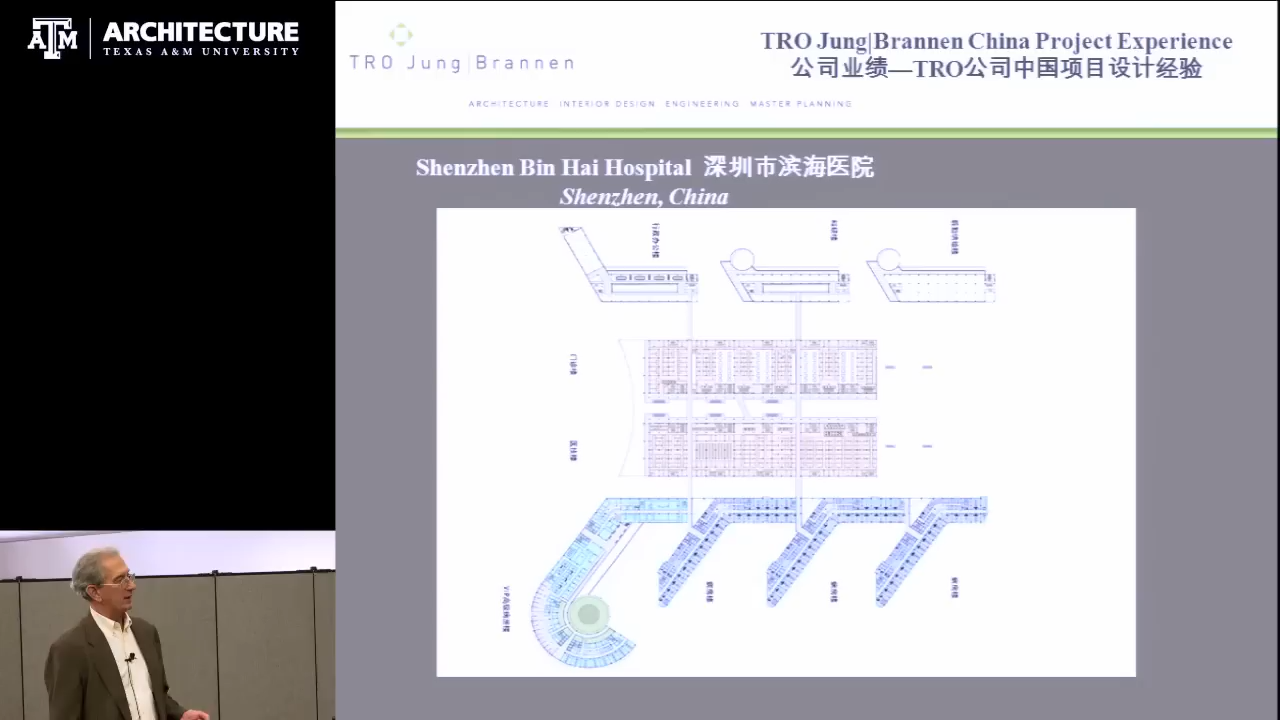 ARCHITECTURE
TEXAS A&M UNIVERSITY
TRO Jung|Brannen
ARCHITECTURE INTERIOR DESIGN ENGINEERING MASTER PLANNING
TRO Jung|Brannen China Project Experience
公司业绩—TRO公司中国项目设计经验
Shenzhen Bin Hai Hospital 深圳市滨海医院
Shenzhen, China